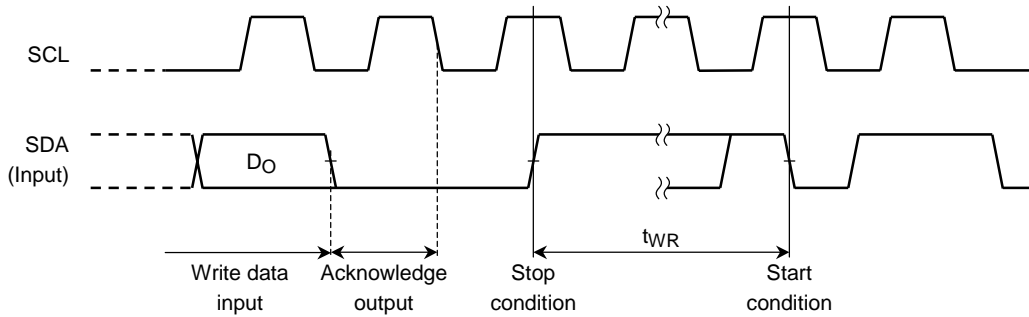 SCL
SDA
(Input)
DO
tWR
Write data
input
Acknowledge
output
Stop
condition
Start
condition